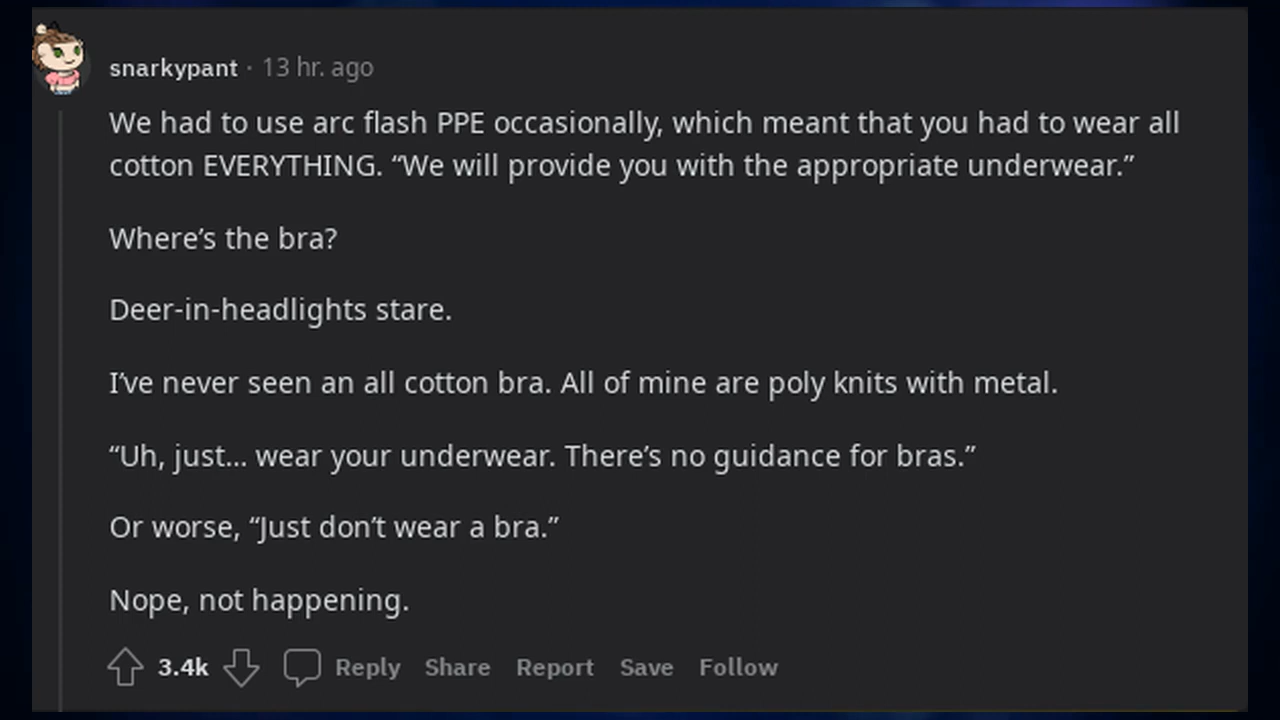 snarkypant · 13 hr. ago
We had to use arc flash PPE occasionally, which meant that you had to wear all
cotton EVERYTHING. “We will provide you with the appropriate underwear.”
Where’s the bra?
Deer-in-headlights stare.
I’ve never seen an all cotton bra. All of mine are poly knits with metal.
“Uh, just... wear your underwear. There’s no guidance for bras.”
Or worse, “Just don’t wear a bra.”
Nope, not happening.
3.4k Reply Share Report Save Follow